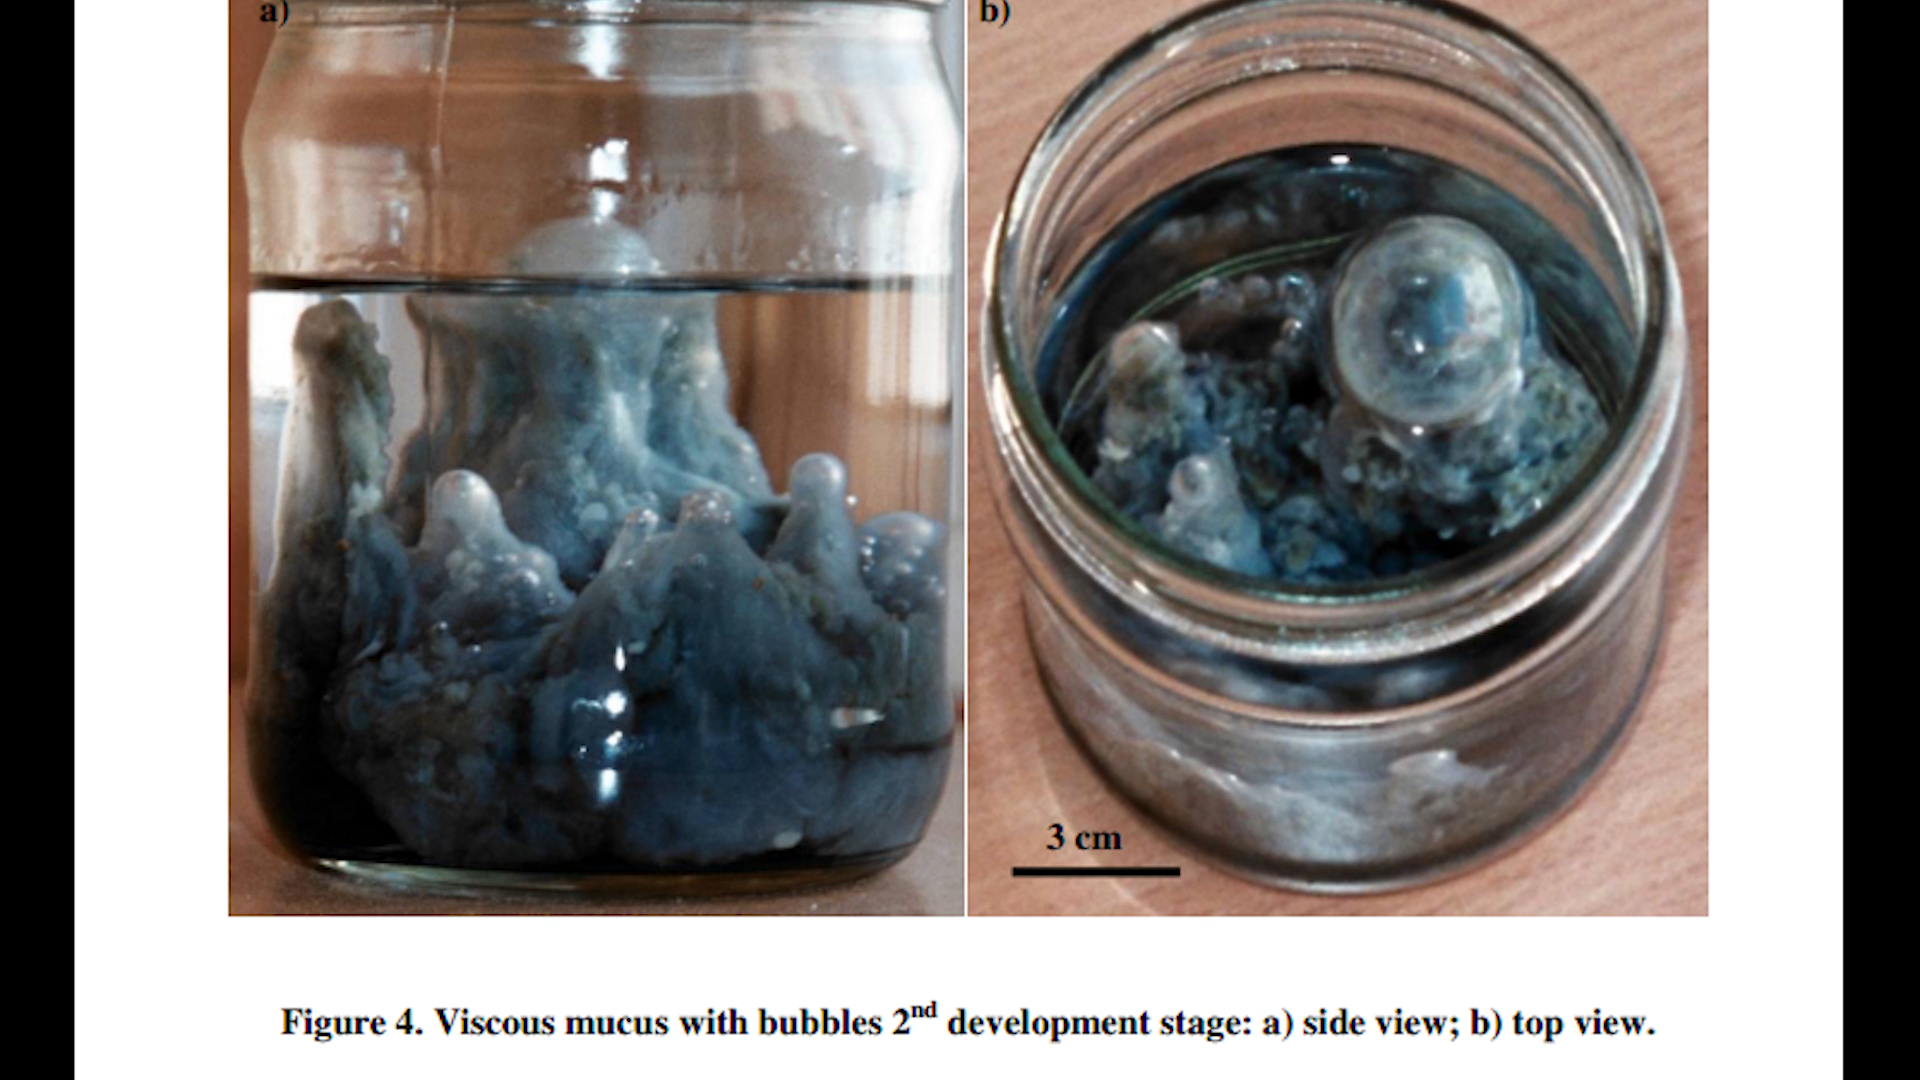 a)
b)
3 cm
Figure 4. Viscous mucus with bubbles 2nd development stage: a) side view; b) top view.